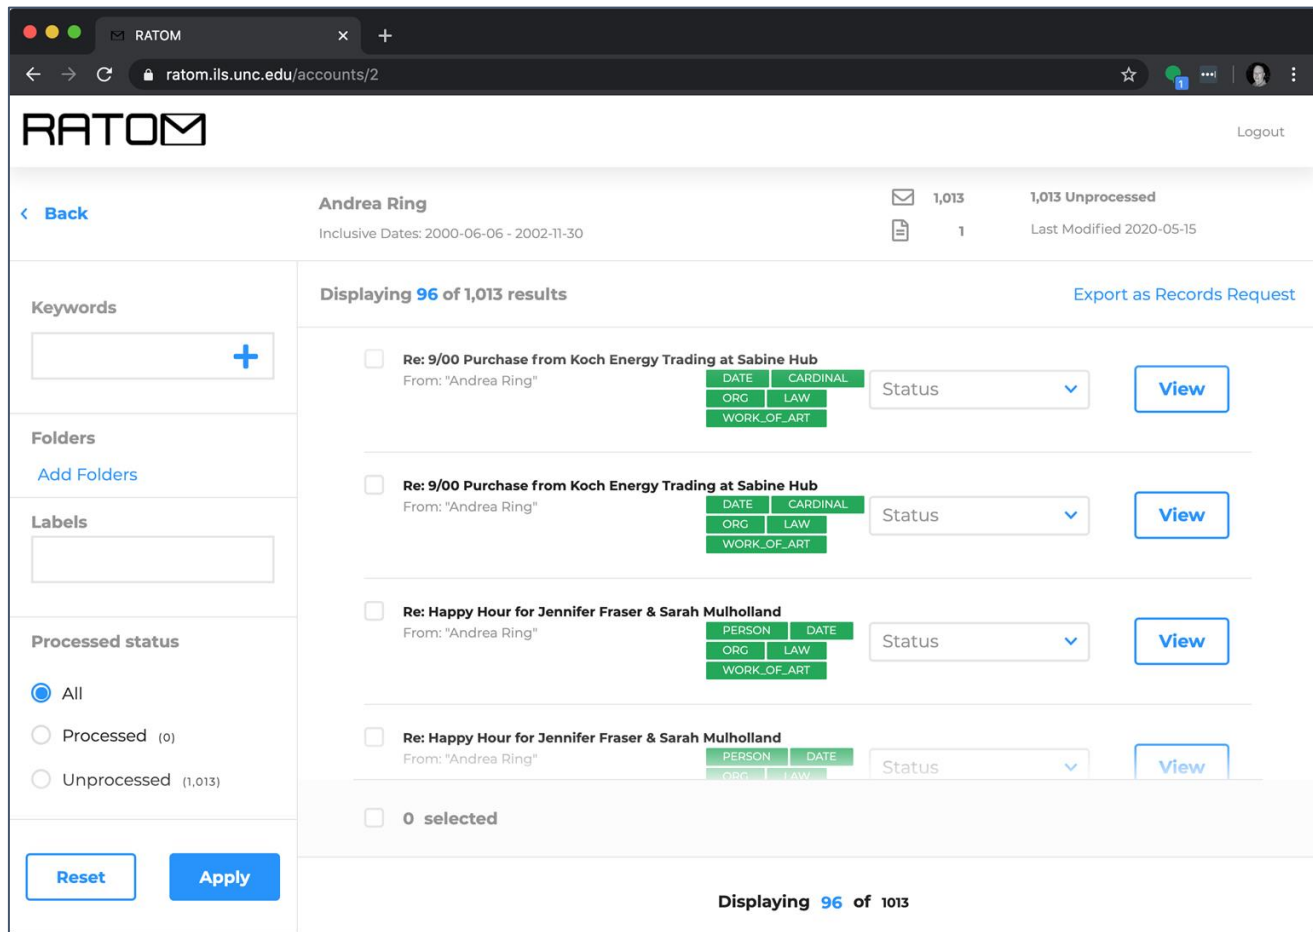 RATOM
ratom.ils.unc.edu/accounts/2
1
RATOM
Logout
Back
Andrea Ring
Inclusive Dates: 2000-06-06 - 2002-11-30
1,013
1
1,013 Unprocessed
Last Modified 2020-05-15
Keywords
Folders
Add Folders
Labels
Processed status
All
Processed (0)
Unprocessed (1,013)
Reset
Apply
Displaying 96 of 1,013 results
Export as Records Request
Re: 9/00 Purchase from Koch Energy Trading at Sabine Hub
From: "Andrea Ring"
DATE CARDINAL
ORG LAW
WORK_OF_ART
Status
View
Re: 9/00 Purchase from Koch Energy Trading at Sabine Hub
From: "Andrea Ring"
DATE CARDINAL
ORG LAW
WORK_OF_ART
Status
View
Re: Happy Hour for Jennifer Fraser & Sarah Mulholland
From: "Andrea Ring"
PERSON DATE
ORG LAW
WORK_OF_ART
Status
View
Re: Happy Hour for Jennifer Fraser & Sarah Mulholland
From: "Andrea Ring"
PERSON DATE
ORG LAW
Status
View
0 selected
Displaying 96 of 1013